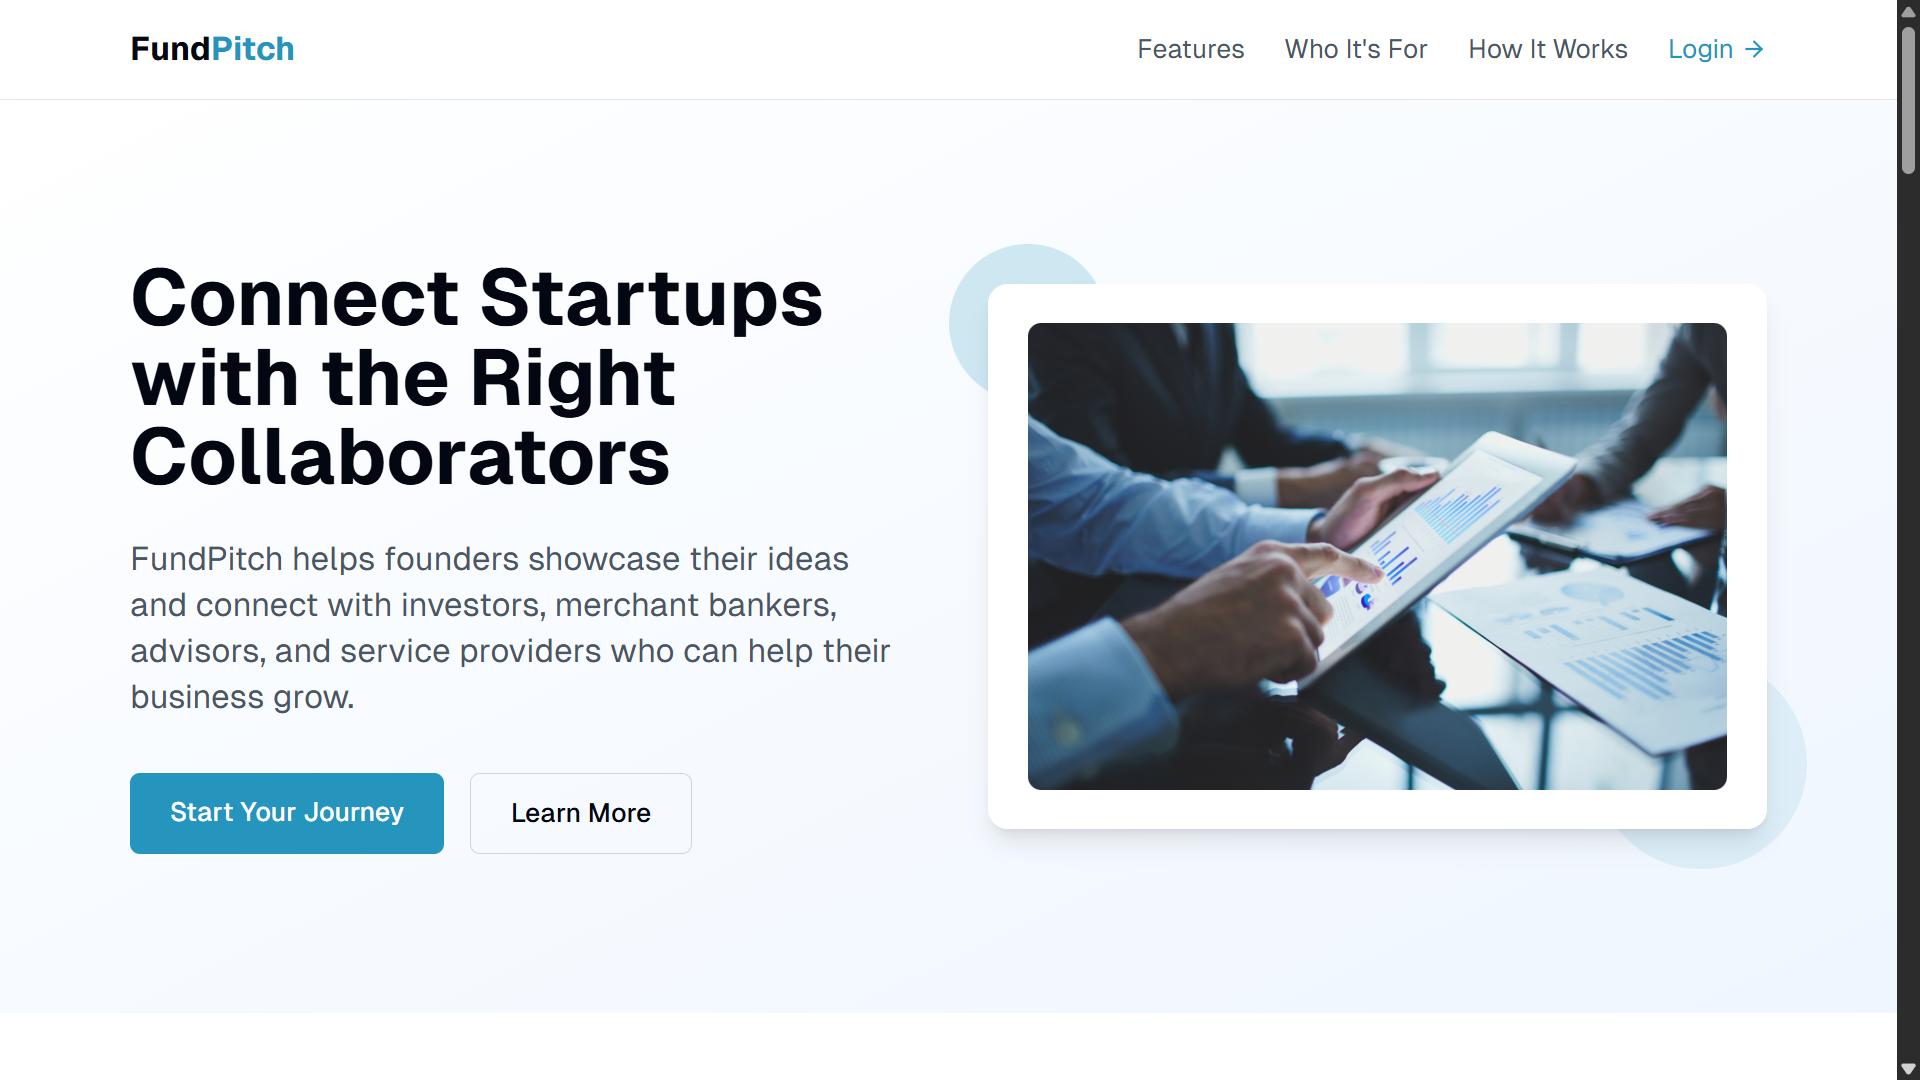 FundPitch
Features
Who It's For
How It Works
Login →
Connect Startups
with the Right
Collaborators
FundPitch helps founders showcase their ideas
and connect with investors, merchant bankers,
advisors, and service providers who can help their
business grow.
Start Your Journey
Learn More